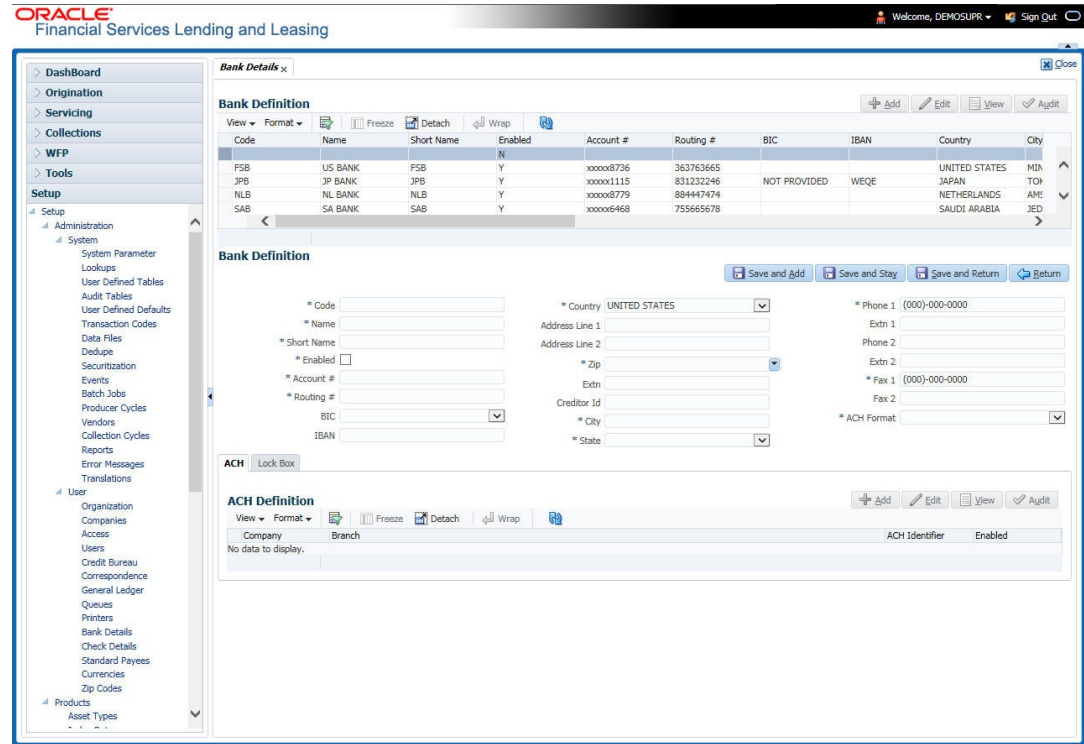 ORACLE
Financial Services Lending and Leasing
Welcome, DEMOSUPR
Sign Out
DashBoard
Origination
Servicing
Collections
WFP
Tools
Setup
Setup
Administration
System
System Parameter
Lookups
User Defined Tables
Audit Tables
User Defined Defaults
Transaction Codes
Data Files
Dedupe
Securitization
Events
Batch Jobs
Producer Cycles
Vendors
Collection Cycles
Reports
Error Messages
Translations
User
Organization
Companies
Access
Users
Credit Bureau
Correspondence
General Ledger
Queues
Printers
Bank Details
Check Details
Standard Payees
Currencies
Zip Codes
Products
Asset Types
Bank Details x
Close
Bank Definition
Add Edit View Audit
View Format Freeze Detach Wrap
Code Name Short Name Enabled Account # Routing # BIC IBAN Country City
N
FSB US BANK FSB Y xxxxx8736 363763665 UNITED STATES MIN
JPB JP BANK JPB Y xxxxx1115 831232246 NOT PROVIDED WEQE JAPAN TOK
NLB NL BANK NLB Y xxxxx8779 884447474 NETHERLANDS AMS
SAB SA BANK SAB Y xxxxx6468 755665678 SAUDI ARABIA JED
Bank Definition
Save and Add Save and Stay Save and Return Return
* Code
* Name
* Short Name
* Enabled
* Account #
* Routing #
BIC
IBAN
* Country UNITED STATES
Address Line 1
Address Line 2
* Zip
Extn
Creditor Id
* City
* State
* Phone 1 (000)-000-0000
Extn 1
Phone 2
Extn 2
* Fax 1 (000)-000-0000
Fax 2
* ACH Format
ACH Lock Box
ACH Definition
Add Edit View Audit
View Format Freeze Detach Wrap
Company Branch ACH Identifier Enabled
No data to display.